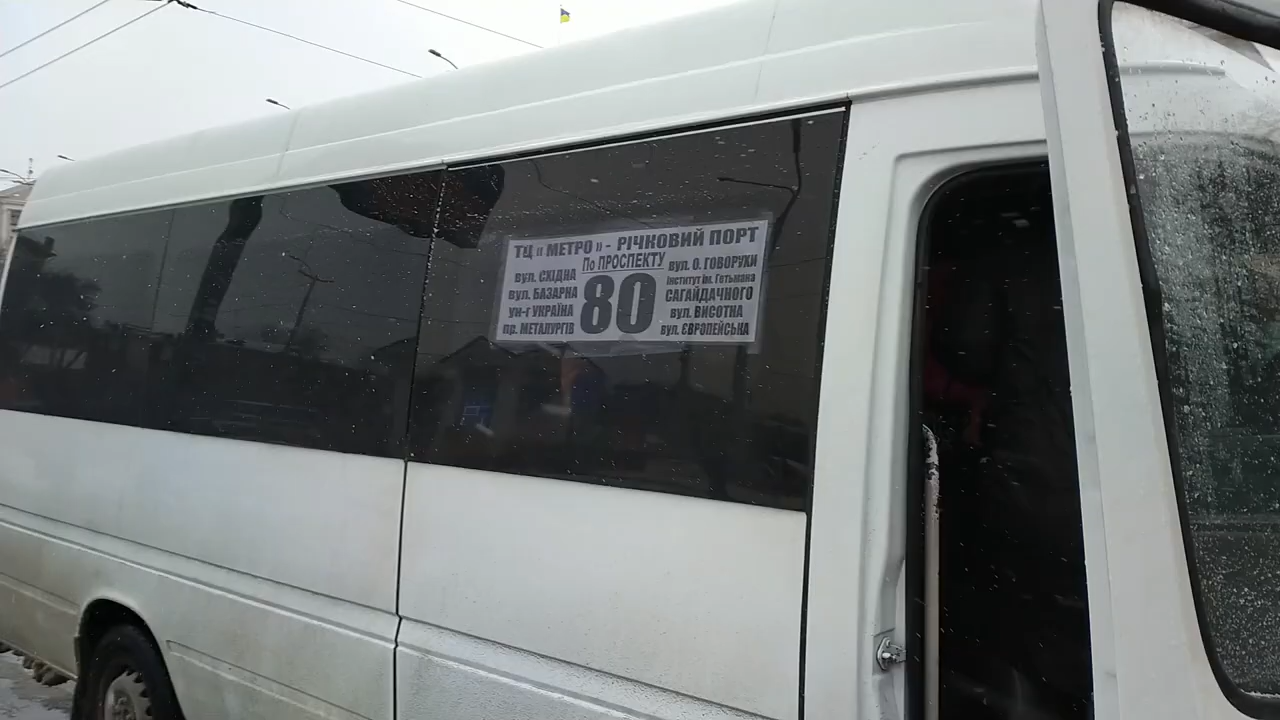 ТЦ « МЕТРО » - РІЧКОВИЙ ПОРТ
По ПРОСПЕКТУ
вул. СХІДНА
вул. БАЗАРНА
УН-г УКРАЇНА
пр. МЕТАЛУРГІВ
80
вул. О. ГОВОРУХИ
Інститут ім. Гетьмана
САГАЙДАЧНОГО
вул. ВИСОТНА
вул. ЄВРОПЕЙСЬКА